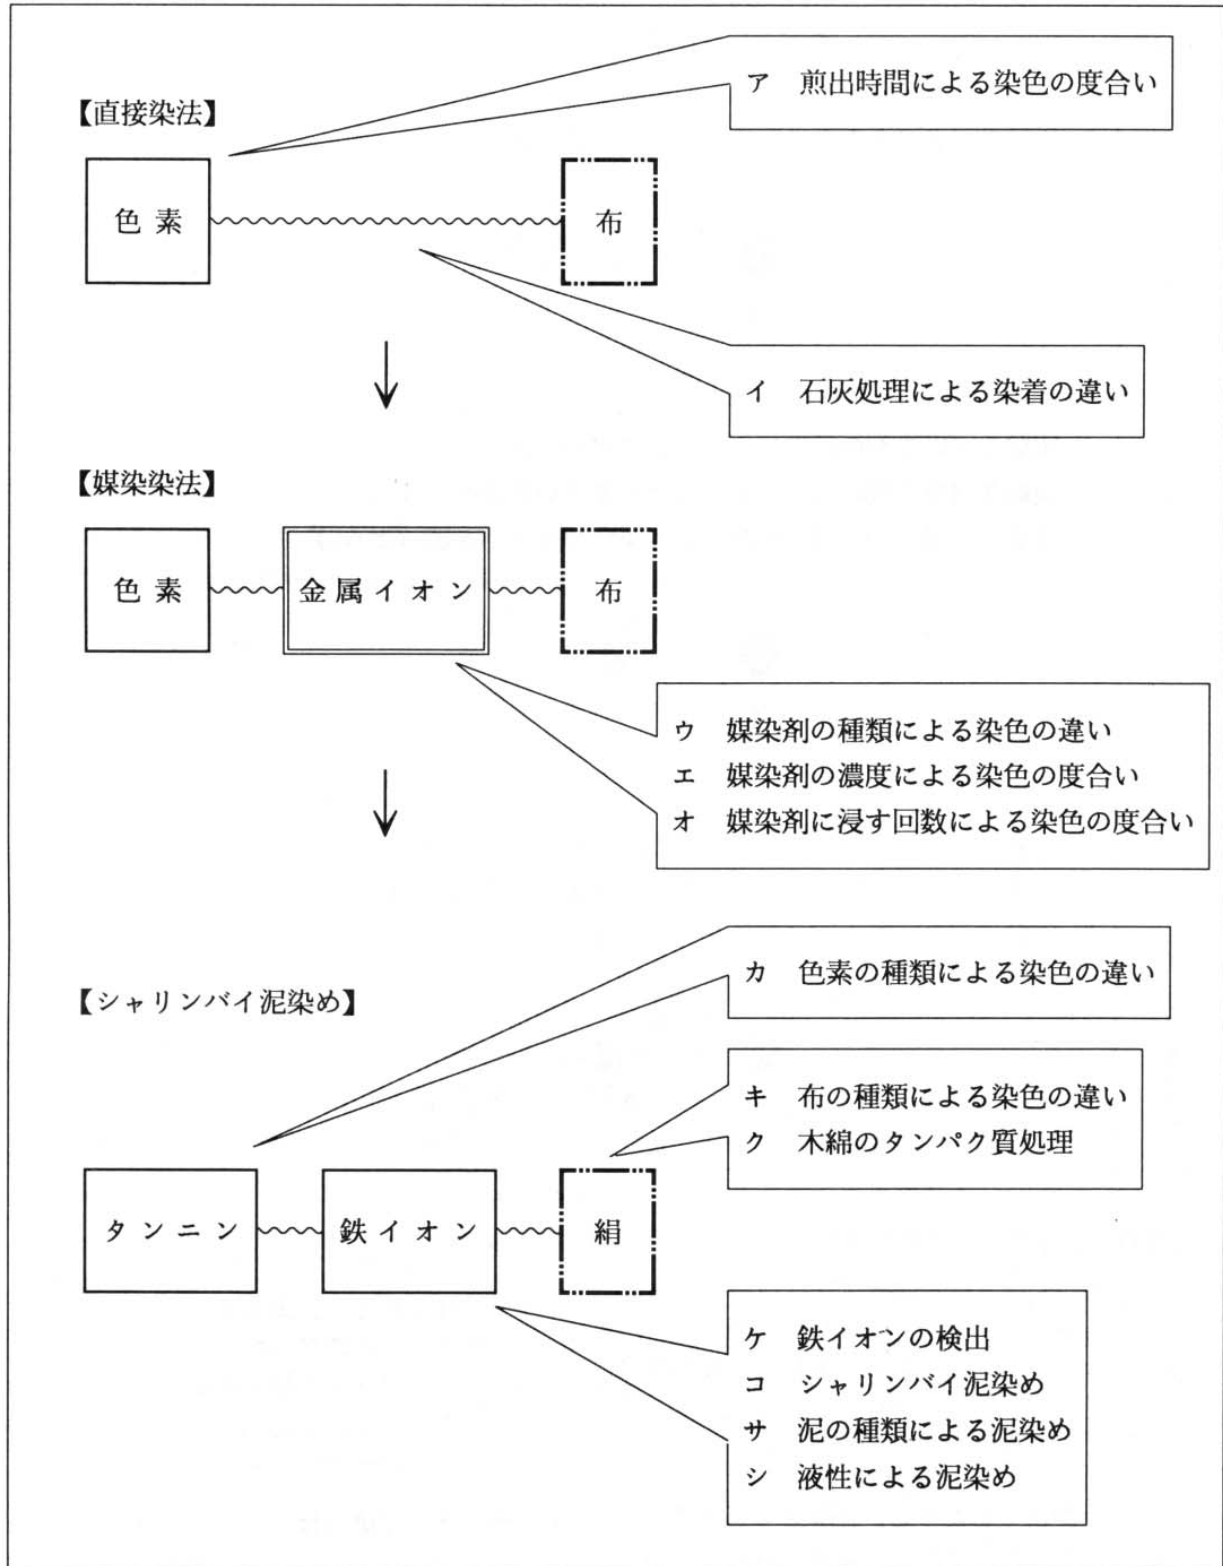 ア 煎出時間による染色の度合い
【直接染法】
色素
布
イ 石灰処理による染着の違い
【媒染染法】
色素
金属イオン
布
ウ 媒染剤の種類による染色の違い
エ 媒染剤の濃度による染色の度合い
オ 媒染剤に浸す回数による染色の度合い
カ 色素の種類による染色の違い
【シャリンバイ泥染め】
キ 布の種類による染色の違い
ク 木綿のタンパク質処理
タンニン
鉄イオン
絹
ケ 鉄イオンの検出
コ シャリンバイ泥染め
サ 泥の種類による泥染め
シ 液性による泥染め